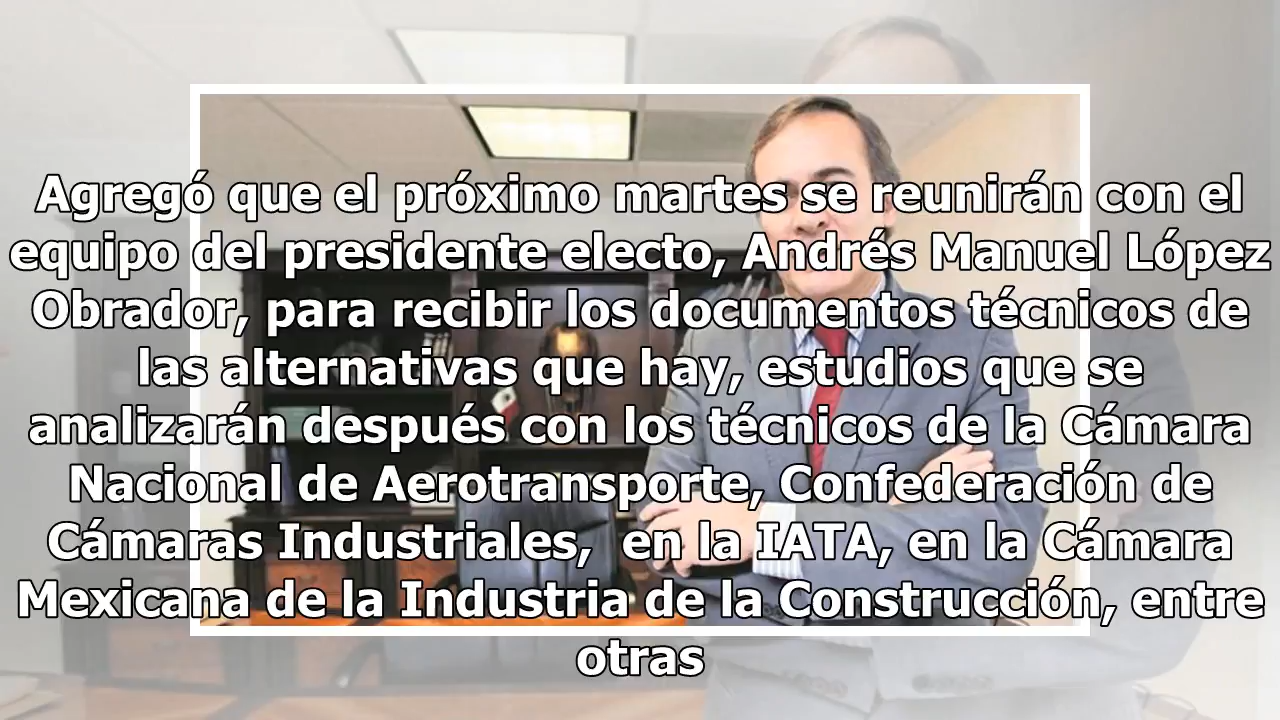 Agregó que el próximo martes se reunirán con el
equipo del presidente electo, Andrés Manuel López
Obrador, para recibir los documentos técnicos de
las alternativas que hay, estudios que se
analizarán después con los técnicos de la Cámara
Nacional de Aerotransporte, Confederación de
Cámaras Industriales,  en la IATA, en la Cámara
Mexicana de la Industria de la Construcción, entre
otras